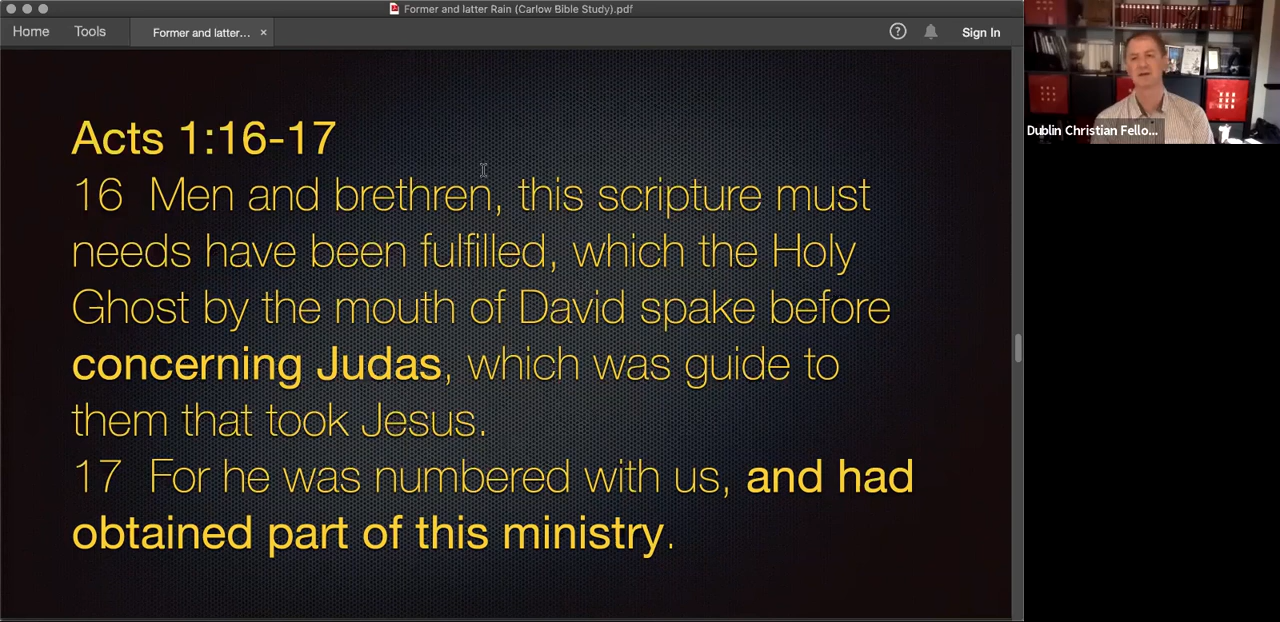 Former and latter Rain (Carlow Bible Study).pdf
Home Tools Former and latter... × ? Sign In
Dublin Christian Fello...
Acts 1:16-17
16 Men and brethren, this scripture must
needs have been fulfilled, which the Holy
Ghost by the mouth of David spake before
concerning Judas, which was guide to
them that took Jesus.
17 For he was numbered with us, and had
obtained part of this ministry.